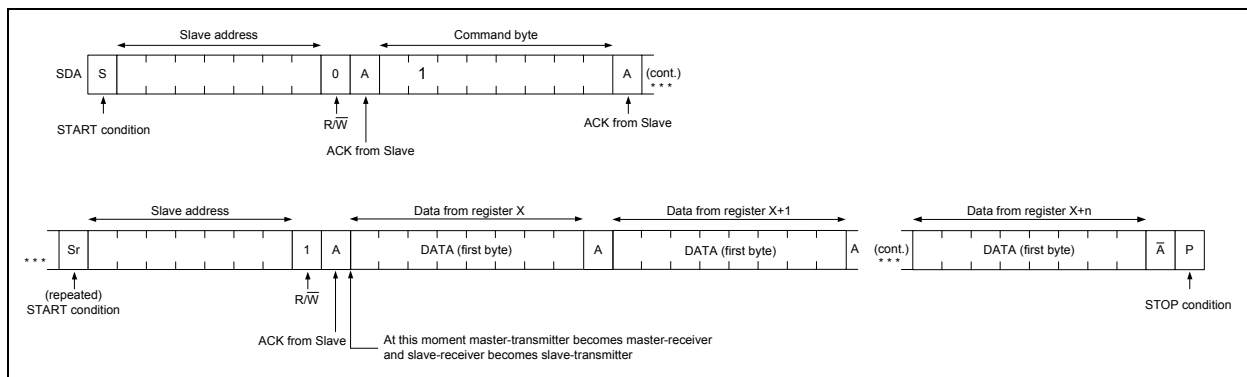 Slave address Command byte
SDA S 0 A 1 A (cont.)
* * *
START condition R/W̅ ACK from Slave
ACK from Slave
Slave address Data from register X Data from register X+1 Data from register X+n
* * * Sr 1 A DATA (first byte) A DATA (first byte) A (cont.) DATA (first byte) A̅ P
* * *
(repeated)
START condition R/W̅ STOP condition
ACK from Slave At this moment master-transmitter becomes master-receiver
and slave-receiver becomes slave-transmitter